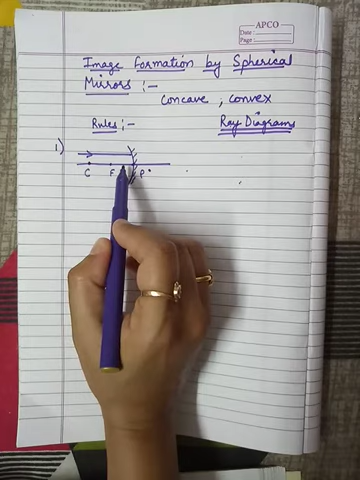 APCO
Date:
Page:
Image Formation by Spherical
Mirrors :-
Concave , Convex
Rules :-
Ray Diagrams
1)
C F P